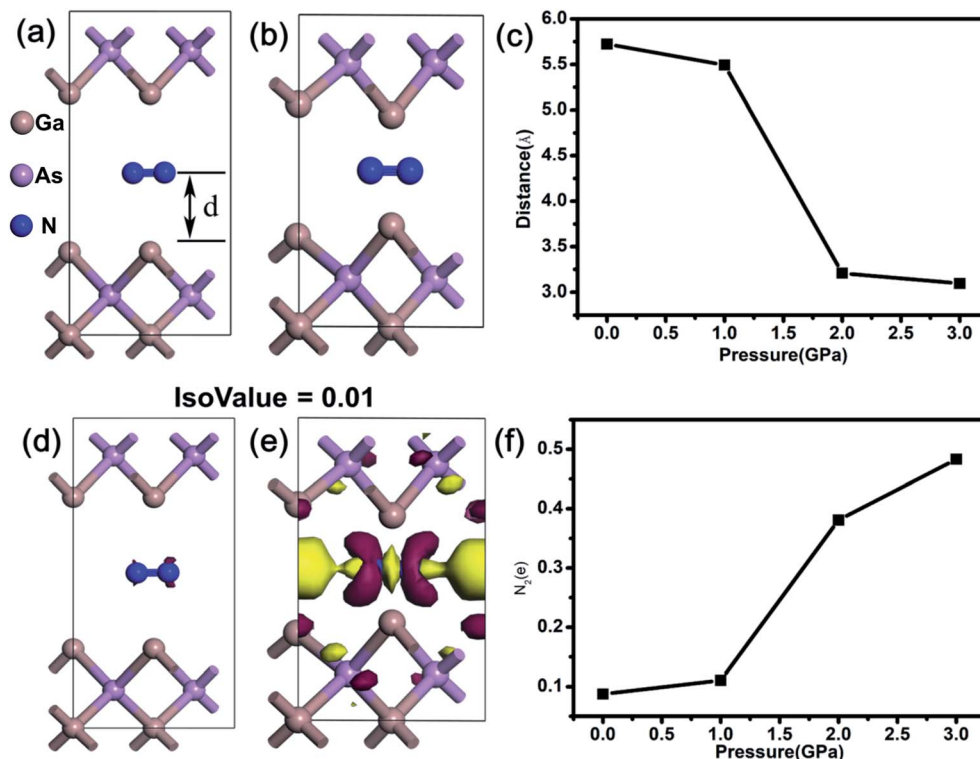 (a)
Ga
As
N
d
(b)
(c)
Distance(Å)
6.0
5.5
5.0
4.5
4.0
3.5
3.0
0.0 0.5 1.0 1.5 2.0 2.5 3.0
Pressure(GPa)
IsoValue = 0.01
(d)
(e)
(f)
N₂(e)
0.5
0.4
0.3
0.2
0.1
0.0 0.5 1.0 1.5 2.0 2.5 3.0
Pressure(GPa)